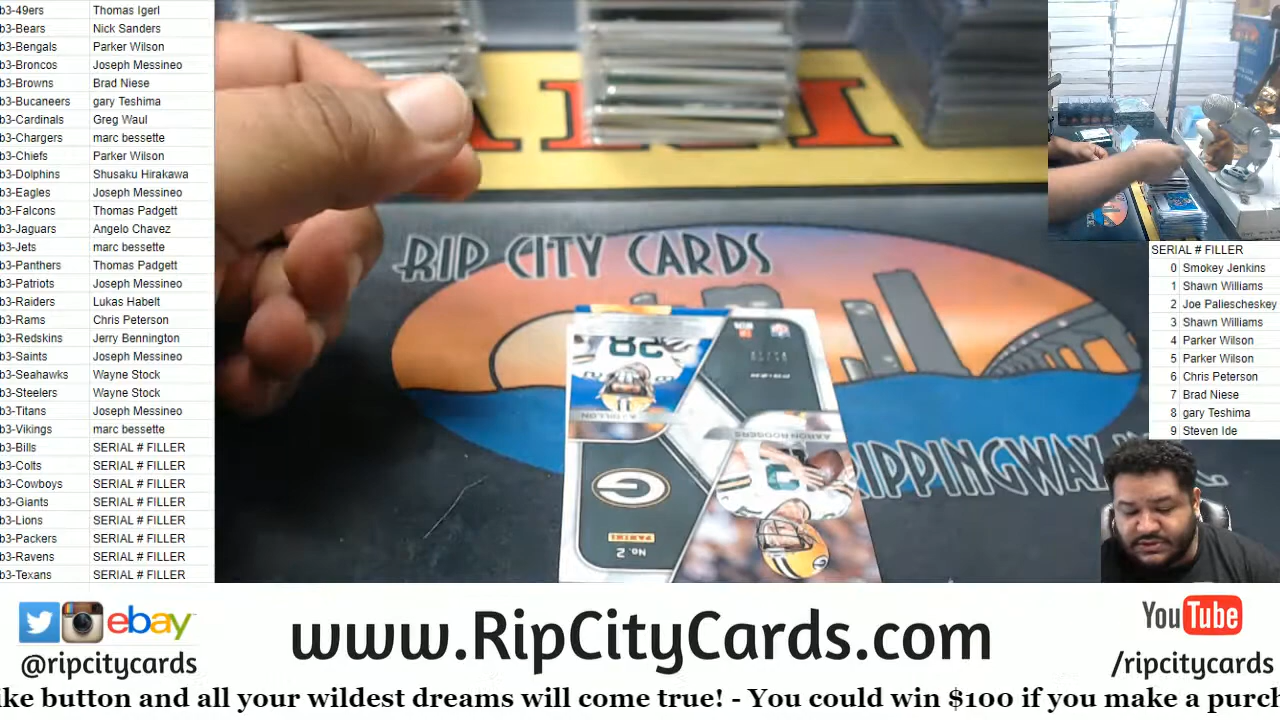 b3-49ers Thomas Igerl
b3-Bears Nick Sanders
b3-Bengals Parker Wilson
b3-Broncos Joseph Messineo
b3-Browns Brad Niese
b3-Bucaneers gary Teshima
b3-Cardinals Greg Waul
b3-Chargers marc bessette
b3-Chiefs Parker Wilson
b3-Dolphins Shusaku Hirakawa
b3-Eagles Joseph Messineo
b3-Falcons Thomas Padgett
b3-Jaguars Angelo Chavez
b3-Jets marc bessette
b3-Panthers Thomas Padgett
b3-Patriots Joseph Messineo
b3-Raiders Lukas Habelt
b3-Rams Chris Peterson
b3-Redskins Jerry Bennington
b3-Saints Joseph Messineo
b3-Seahawks Wayne Stock
b3-Steelers Wayne Stock
b3-Titans Joseph Messineo
b3-Vikings marc bessette
b3-Bills SERIAL # FILLER
b3-Colts SERIAL # FILLER
b3-Cowboys SERIAL # FILLER
b3-Giants SERIAL # FILLER
b3-Lions SERIAL # FILLER
b3-Packers SERIAL # FILLER
b3-Ravens SERIAL # FILLER
b3-Texans SERIAL # FILLER
RIP CITY CARDS
RIPPINGWAX
AARON RODGERS
AJ DILLON
28
12
G
PANINI
No. 2
SERIAL # FILLER
0 Smokey Jenkins
1 Shawn Williams
2 Joe Paliescheskey
3 Shawn Williams
4 Parker Wilson
5 Parker Wilson
6 Chris Peterson
7 Brad Niese
8 gary Teshima
9 Steven Ide
ebay
@ripcitycards
www.RipCityCards.com
YouTube
/ripcitycards
ike button and all your wildest dreams will come true! - You could win $100 if you make a purch